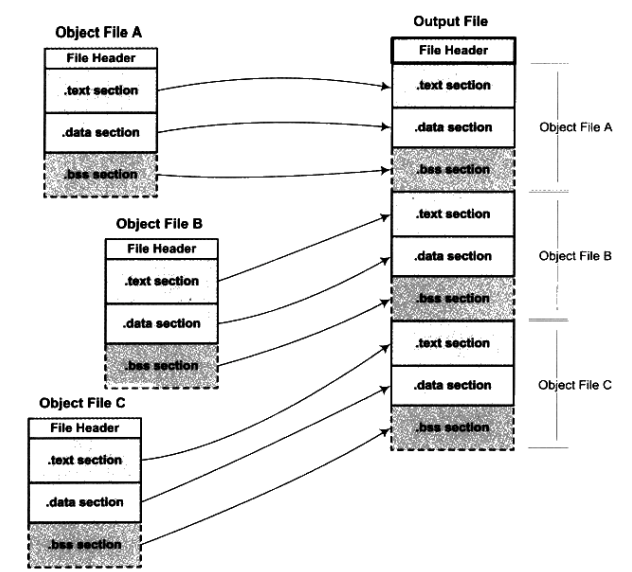 Object File A
File Header
.text section
.data section
.bss section
Object File B
File Header
.text section
.data section
.bss section
Object File C
File Header
.text section
.data section
.bss section
Output File
File Header
.text section
.data section
.bss section
Object File A
.text section
.data section
.bss section
Object File B
.text section
.data section
.bss section
Object File C